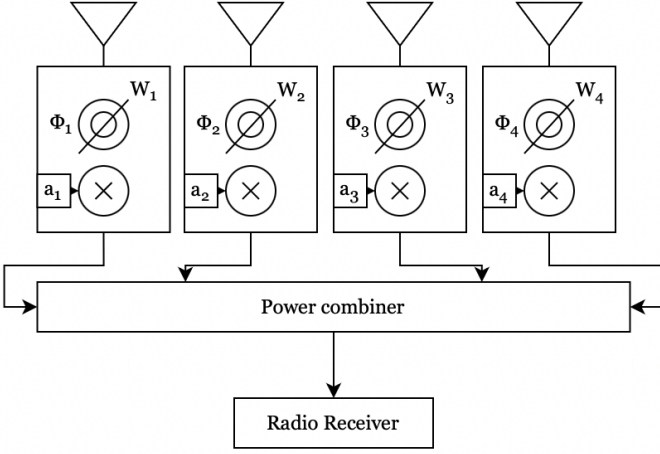 W₁ W₂ W₃ W₄
Φ₁ Φ₂ Φ₃ Φ₄
a₁ a₂ a₃ a₄
Power combiner
Radio Receiver